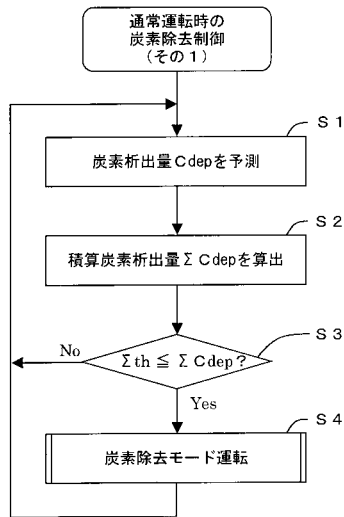 通常運転時の
炭素除去制御
(その1)
S1
炭素析出量Cdepを予測
S2
積算炭素析出量ΣCdepを算出
S3
Σth ≦ ΣCdep?
No
Yes
S4
炭素除去モード運転